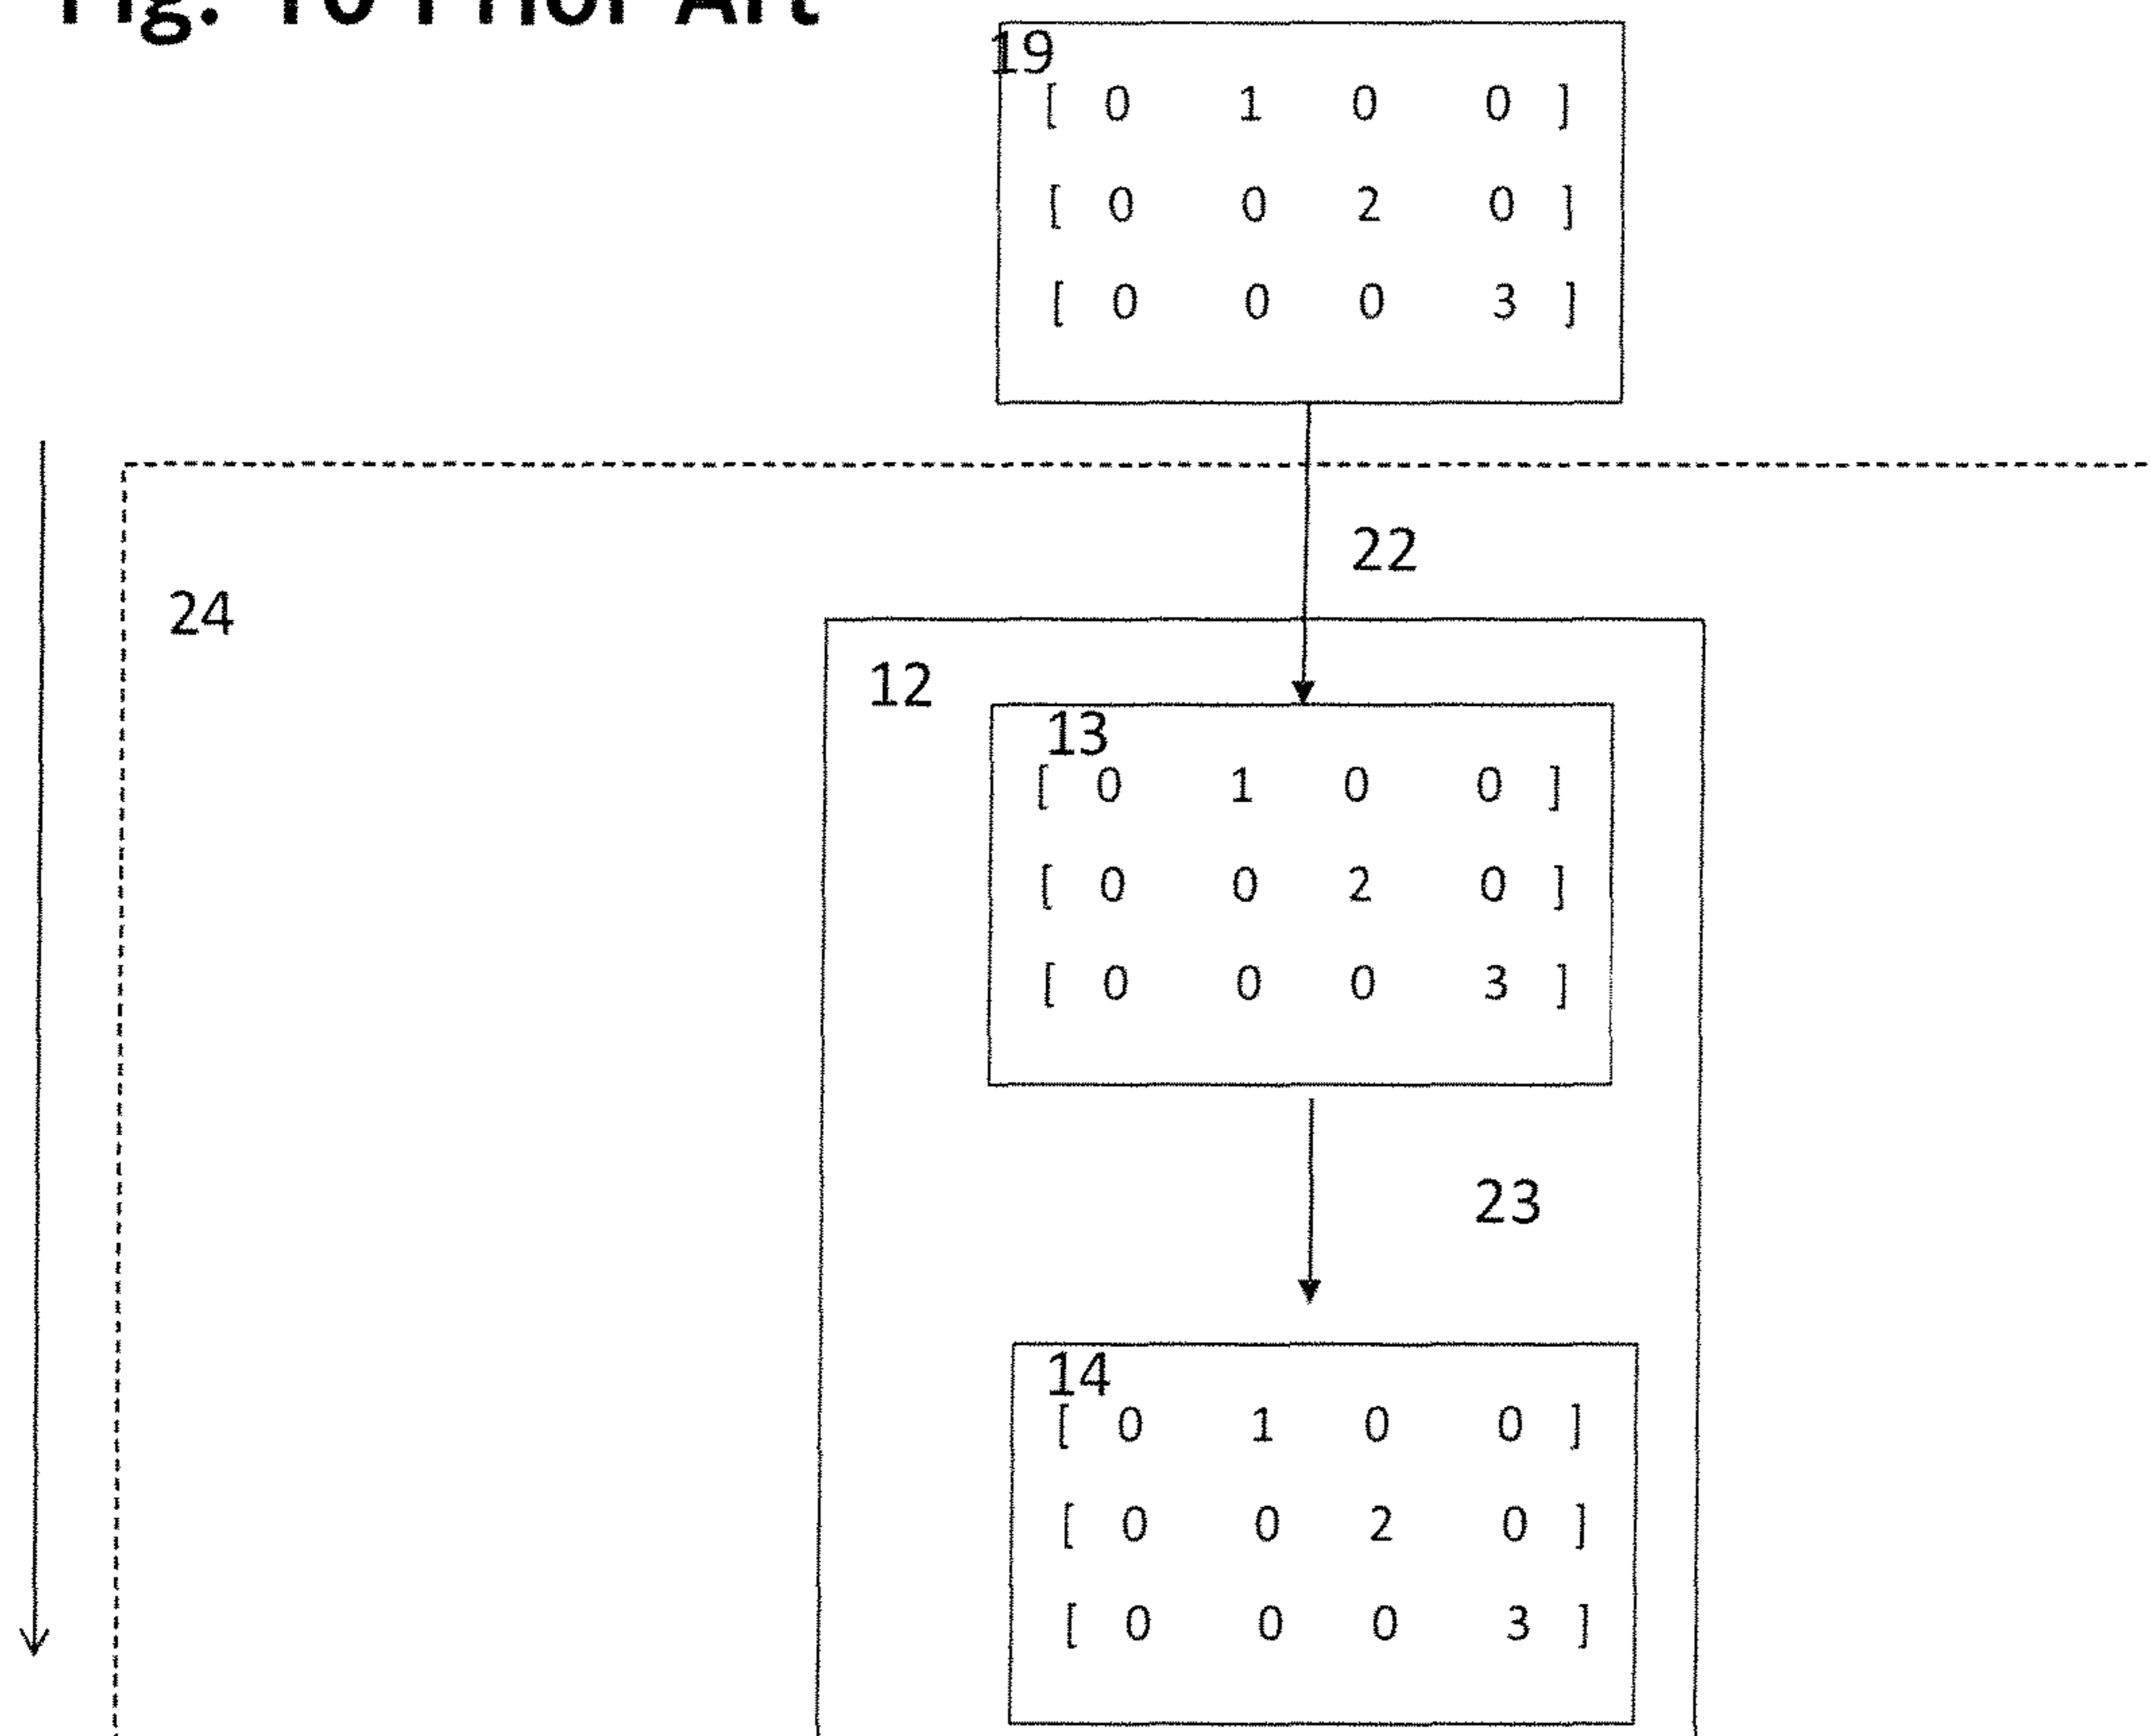 Fig. 10 Prior Art
19
[ 0 1 0 0 ]
[ 0 0 2 0 ]
[ 0 0 0 3 ]
22
24
12
13
[ 0 1 0 0 ]
[ 0 0 2 0 ]
[ 0 0 0 3 ]
23
14
[ 0 1 0 0 ]
[ 0 0 2 0 ]
[ 0 0 0 3 ]